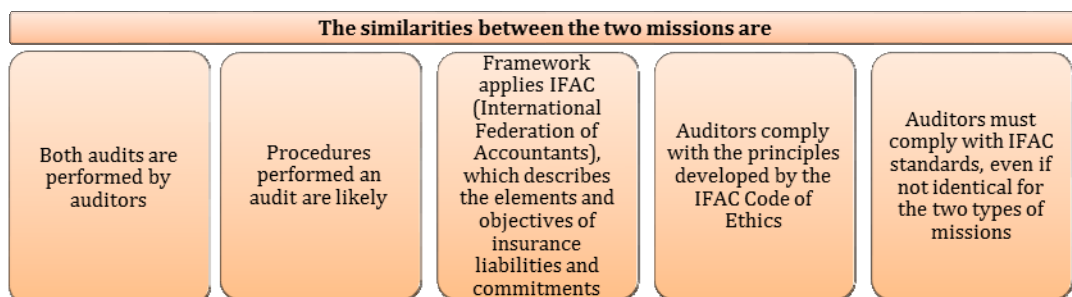 The similarities between the two missions are
Both audits are
performed by
auditors
Procedures
performed an
audit are likely
Framework
applies IFAC
(International
Federation of
Accountants),
which describes
the elements and
objectives of
insurance
liabilities and
commitments
Auditors comply
with the principles
developed by the
IFAC Code of
Ethics
Auditors must
comply with IFAC
standards, even if
not identical for
the two types of
missions